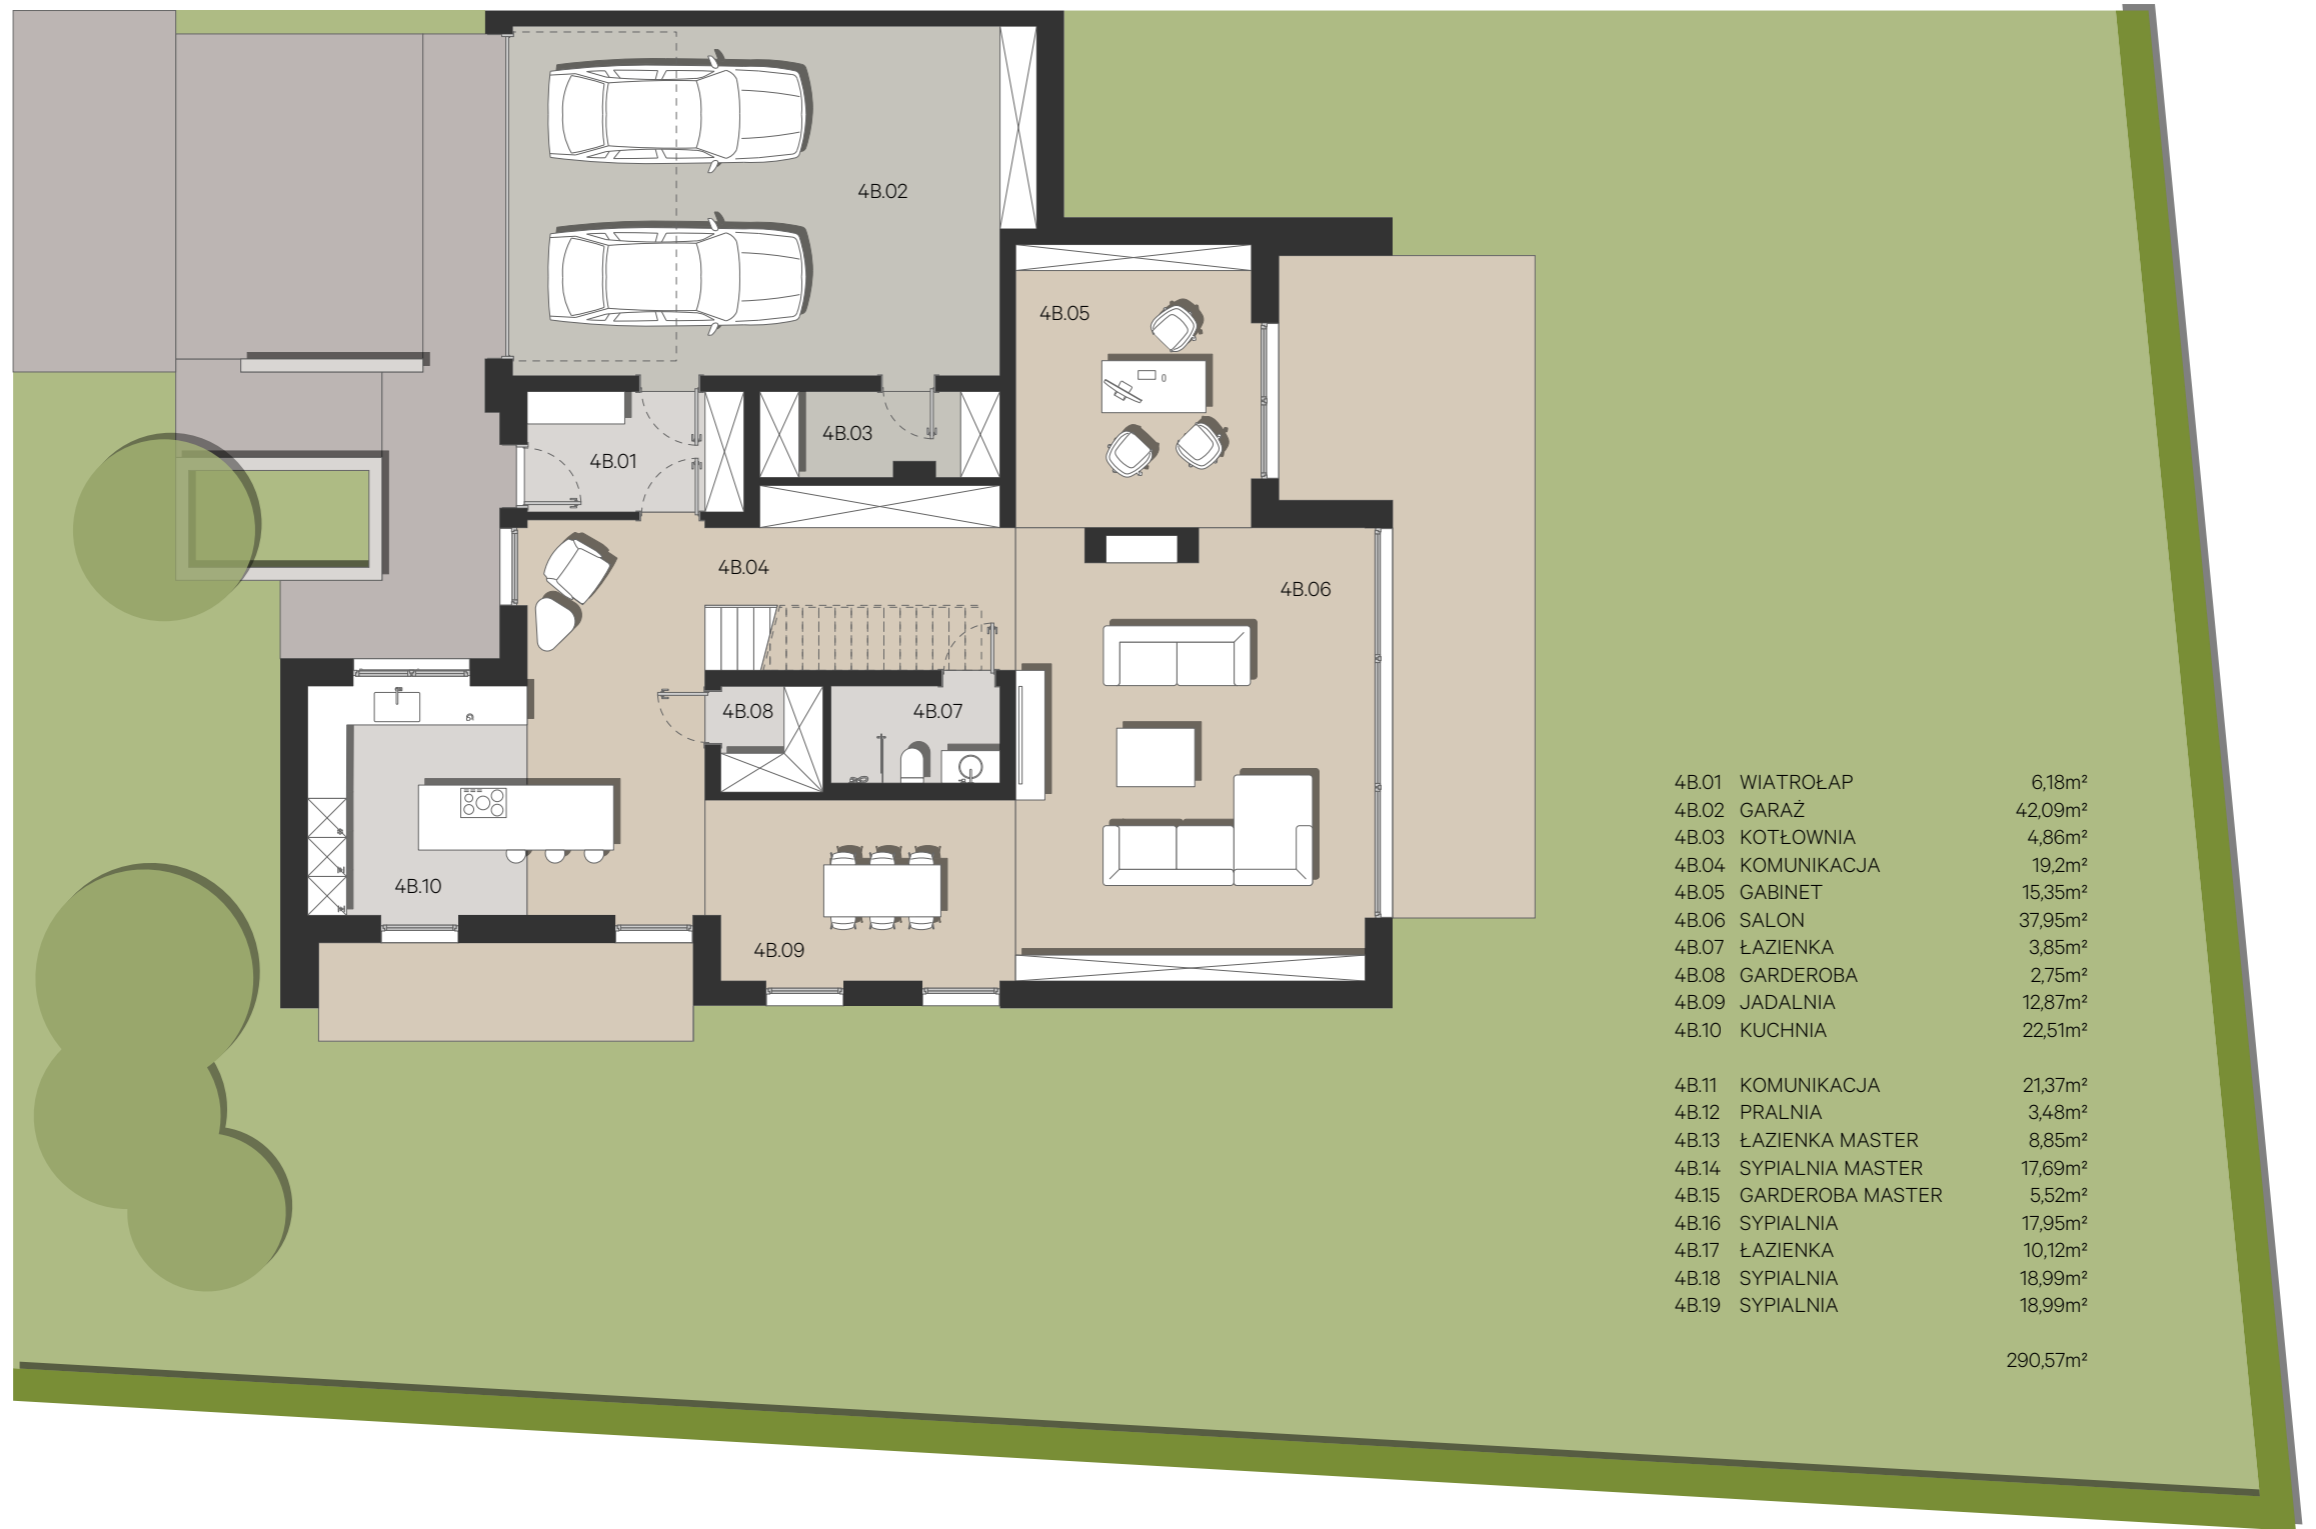 4B.02
4B.05
4B.03
4B.01
4B.04
4B.06
4B.08
4B.07
4B.10
4B.09
4B.01 WIATROŁAP 6,18m²
4B.02 GARAŻ 42,09m²
4B.03 KOTŁOWNIA 4,86m²
4B.04 KOMUNIKACJA 19,2m²
4B.05 GABINET 15,35m²
4B.06 SALON 37,95m²
4B.07 ŁAZIENKA 3,85m²
4B.08 GARDEROBA 2,75m²
4B.09 JADALNIA 12,87m²
4B.10 KUCHNIA 22,51m²
4B.11 KOMUNIKACJA 21,37m²
4B.12 PRALNIA 3,48m²
4B.13 ŁAZIENKA MASTER 8,85m²
4B.14 SYPIALNIA MASTER 17,69m²
4B.15 GARDEROBA MASTER 5,52m²
4B.16 SYPIALNIA 17,95m²
4B.17 ŁAZIENKA 10,12m²
4B.18 SYPIALNIA 18,99m²
4B.19 SYPIALNIA 18,99m²
290,57m²